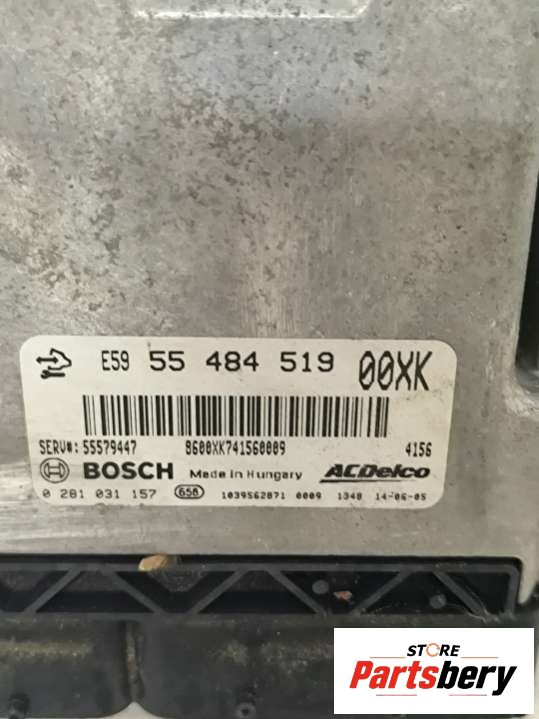 E59 55 484 519 00XK
SERV#: 55579447 8600XK741560009 4156
BOSCH Made in Hungary ACDelco
0 281 031 157 656 1039S62871 0009 1348 14-06-05
STORE
Partsbery